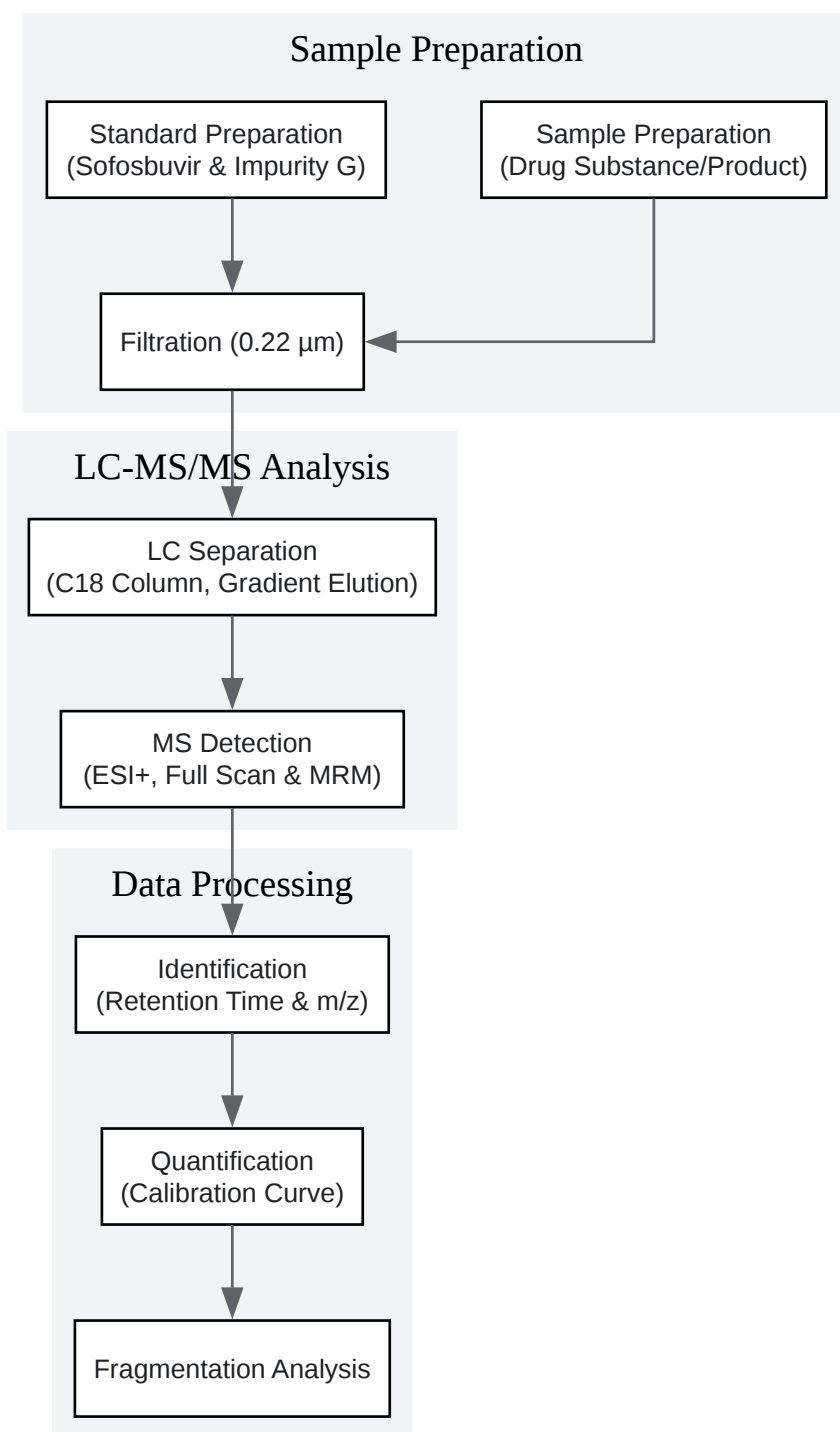 Sample Preparation
Standard Preparation
(Sofosbuvir & Impurity G)
Sample Preparation
(Drug Substance/Product)
Filtration (0.22 µm)
LC-MS/MS Analysis
LC Separation
(C18 Column, Gradient Elution)
MS Detection
(ESI+, Full Scan & MRM)
Data Processing
Identification
(Retention Time & m/z)
Quantification
(Calibration Curve)
Fragmentation Analysis